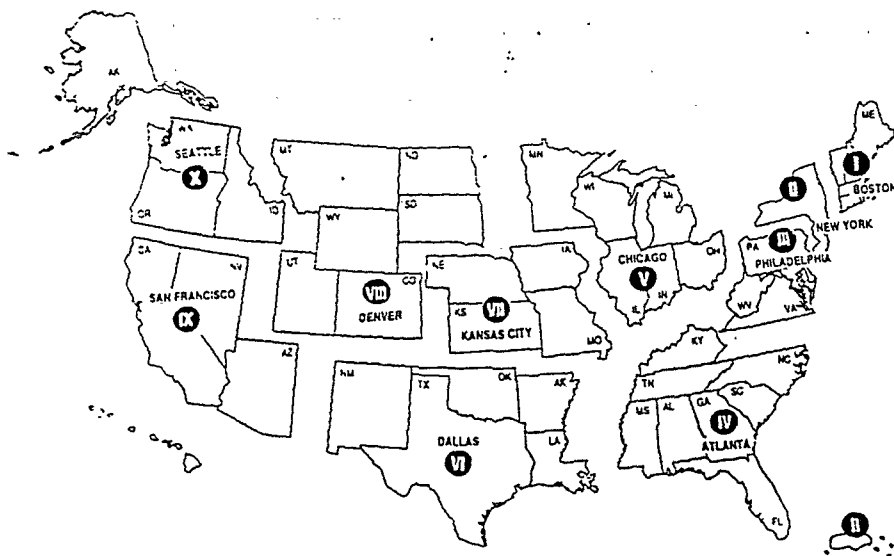 AK
WA
SEATTLE
X
OR
ID
MT
ND
SD
WY
MN
WI
MI
ME
I
BOSTON
II
NEW YORK
PA
III
PHILADELPHIA
CA
NV
SAN FRANCISCO
IX
UT
CO
VIII
DENVER
AZ
NE
KS
VII
KANSAS CITY
IA
MO
CHICAGO
V
IL
IN
OH
WV
VA
KY
NC
TN
SC
MS
AL
GA
IV
ATLANTA
FL
NM
TX
OK
AK
LA
DALLAS
VI
II